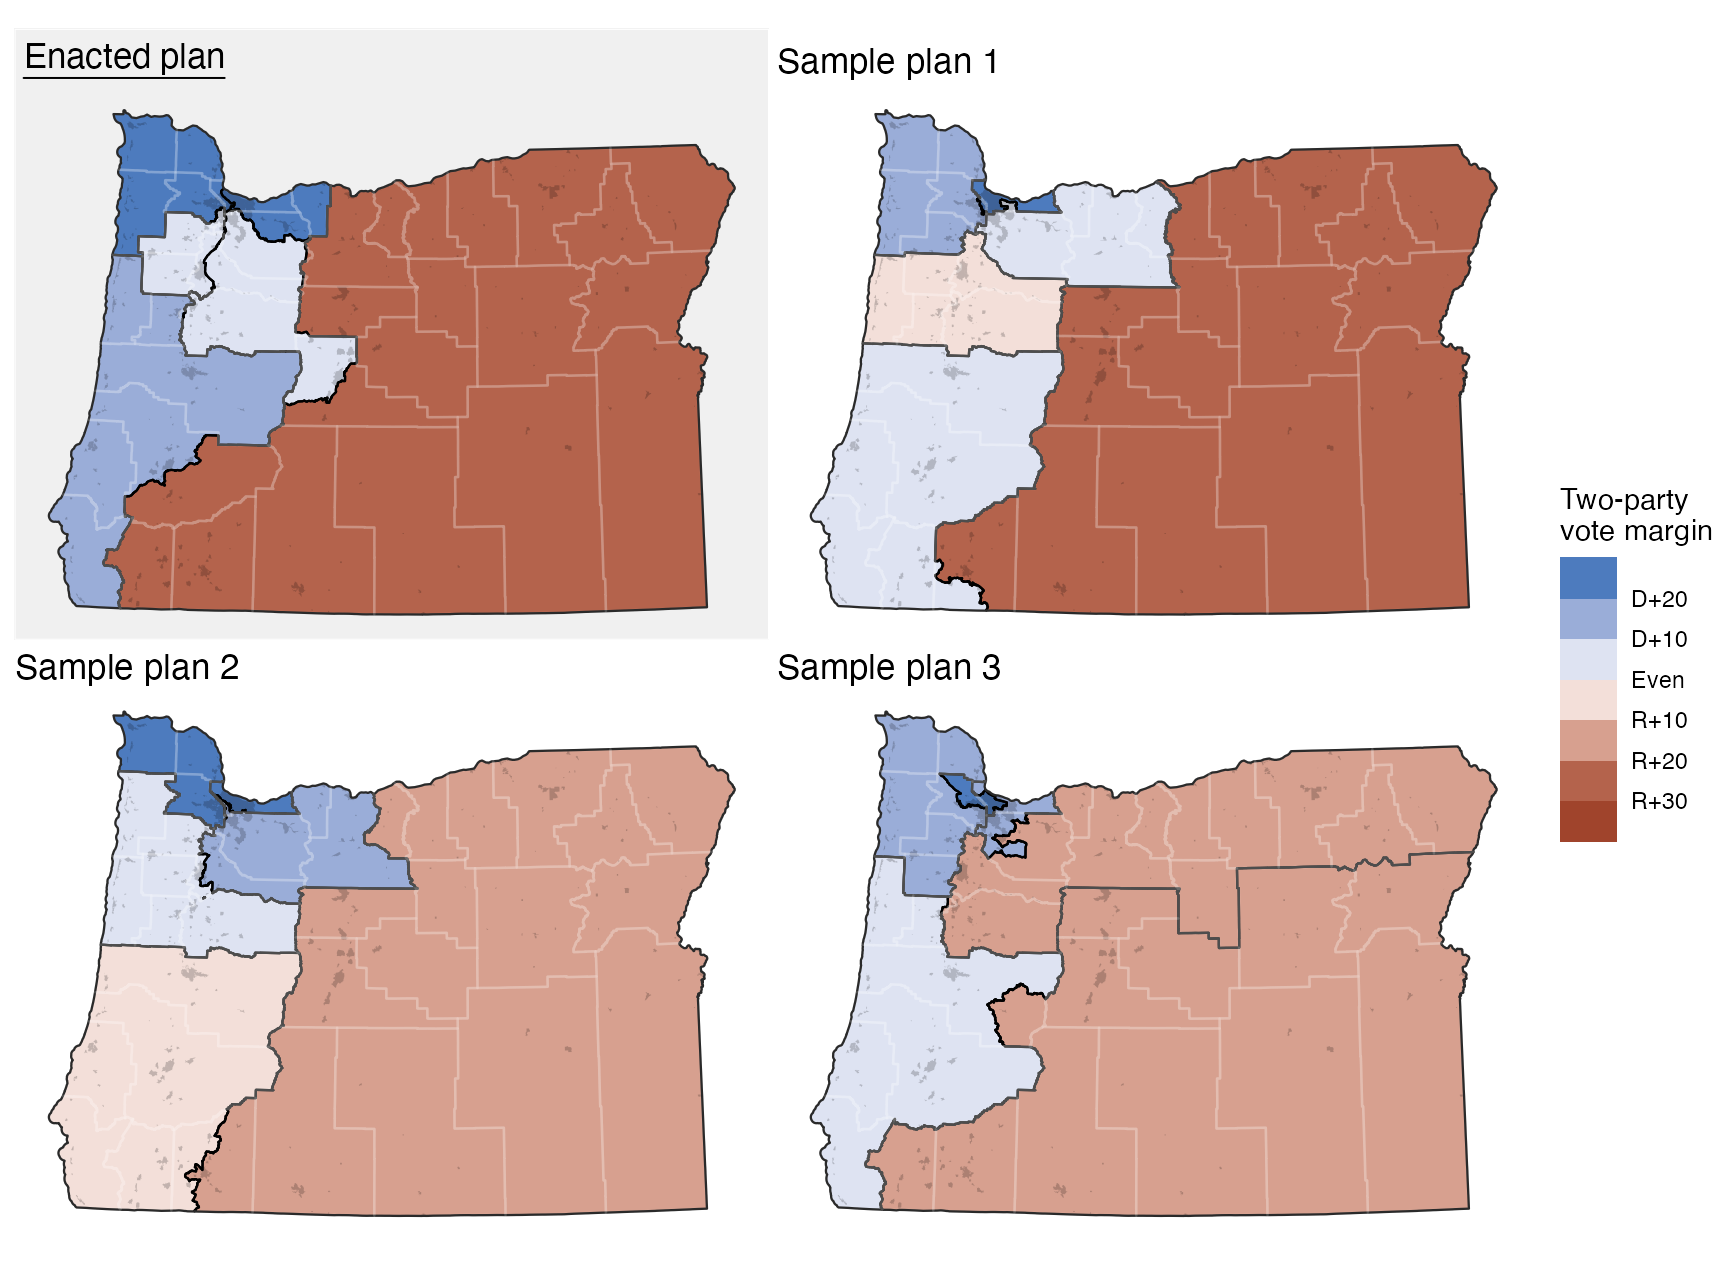 Enacted plan
Sample plan 1
Sample plan 2
Sample plan 3
Two-party
vote margin
D+20
D+10
Even
R+10
R+20
R+30